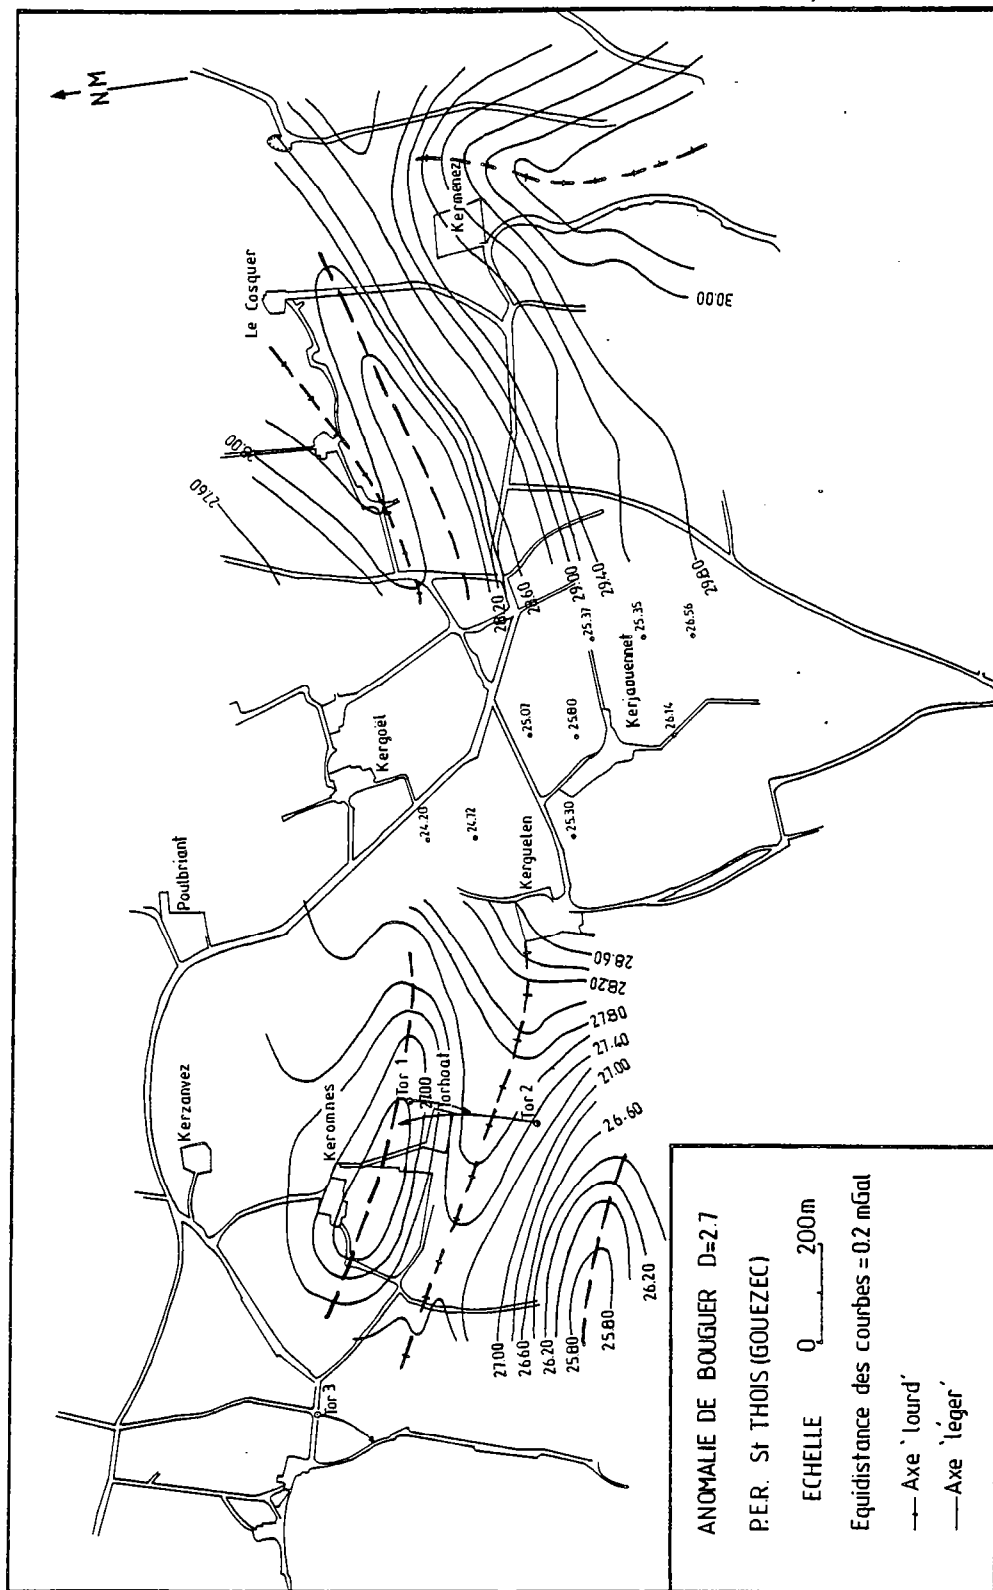 NM
Le Cosquer
Kermenez
30.00
28.00
27.60
28.20
28.60
29.00
29.40
29.80
25.37
25.35
26.56
Kerjaouennet
25.07
25.80
26.14
Kergoël
24.20
24.72
25.30
Kerguelen
Poulbriant
28.60
28.20
27.80
27.40
27.00
26.60
Kerzanvez
Keromnes
Tor 1
27.00
Torhoat
Tor 2
Tor 3
27.00
26.60
26.20
25.80
25.80
26.20
ANOMALIE DE BOUGUER D=2.7
P.E.R. St THOIS (GOUEZEC)
ECHELLE 0 200m
Equidistance des courbes = 0.2 mGal
Axe 'lourd'
Axe 'léger'